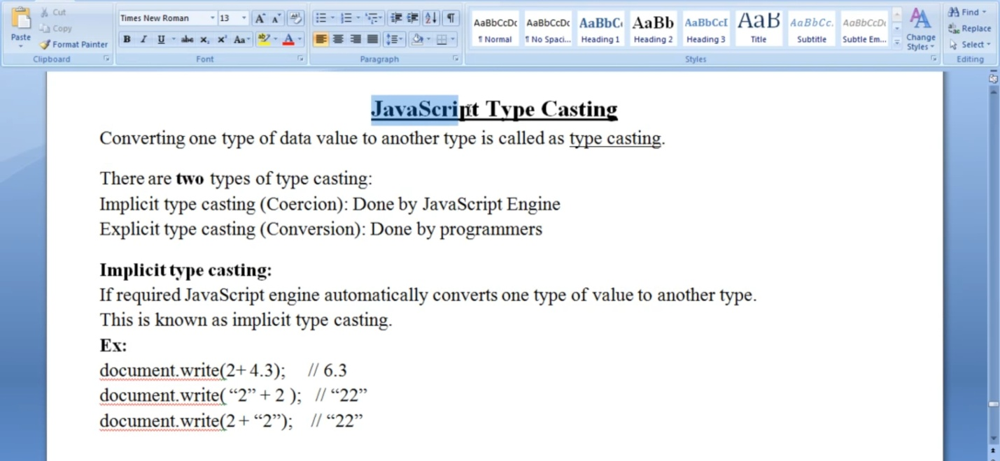 Cut
Copy
Paste
Format Painter
Clipboard
Times New Roman
13
Font
Paragraph
AaBbCcDc AaBbCcDc AaBbC AaBb AaBbCcI AaB AaBbCc. AaBbCcDi
¶ Normal ¶ No Spaci... Heading 1 Heading 2 Heading 3 Title Subtitle Subtle Em...
Change Styles
Styles
Find
Replace
Select
Editing
JavaScript Type Casting
Converting one type of data value to another type is called as type casting.
There are two types of type casting:
Implicit type casting (Coercion): Done by JavaScript Engine
Explicit type casting (Conversion): Done by programmers
Implicit type casting:
If required JavaScript engine automatically converts one type of value to another type.
This is known as implicit type casting.
Ex:
document.write(2+ 4.3); // 6.3
document.write( “2” + 2 ); // “22”
document.write(2 + “2”); // “22”